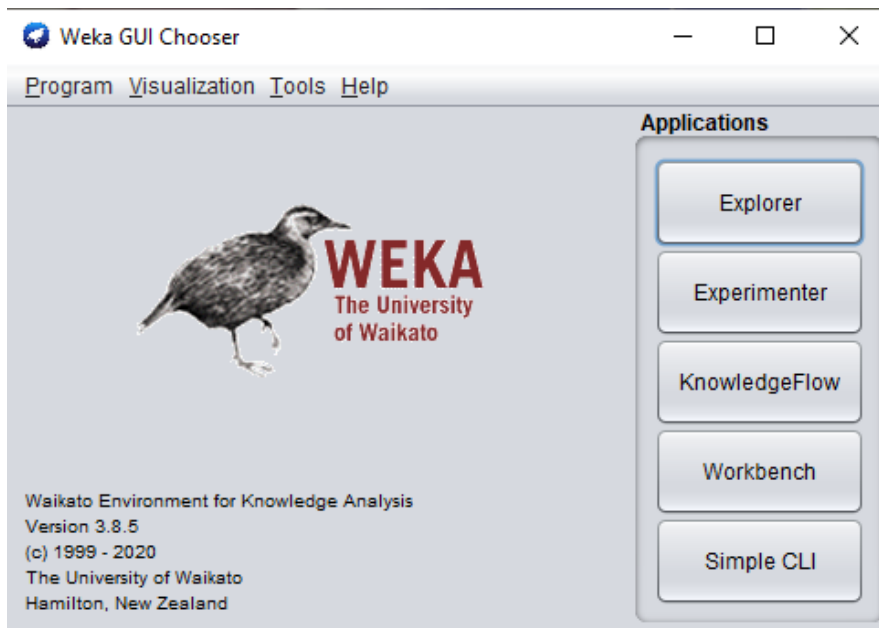 Weka GUI Chooser
Program Visualization Tools Help
Applications
Explorer
Experimenter
KnowledgeFlow
Workbench
Simple CLI
WEKA
The University
of Waikato
Waikato Environment for Knowledge Analysis
Version 3.8.5
(c) 1999 - 2020
The University of Waikato
Hamilton, New Zealand